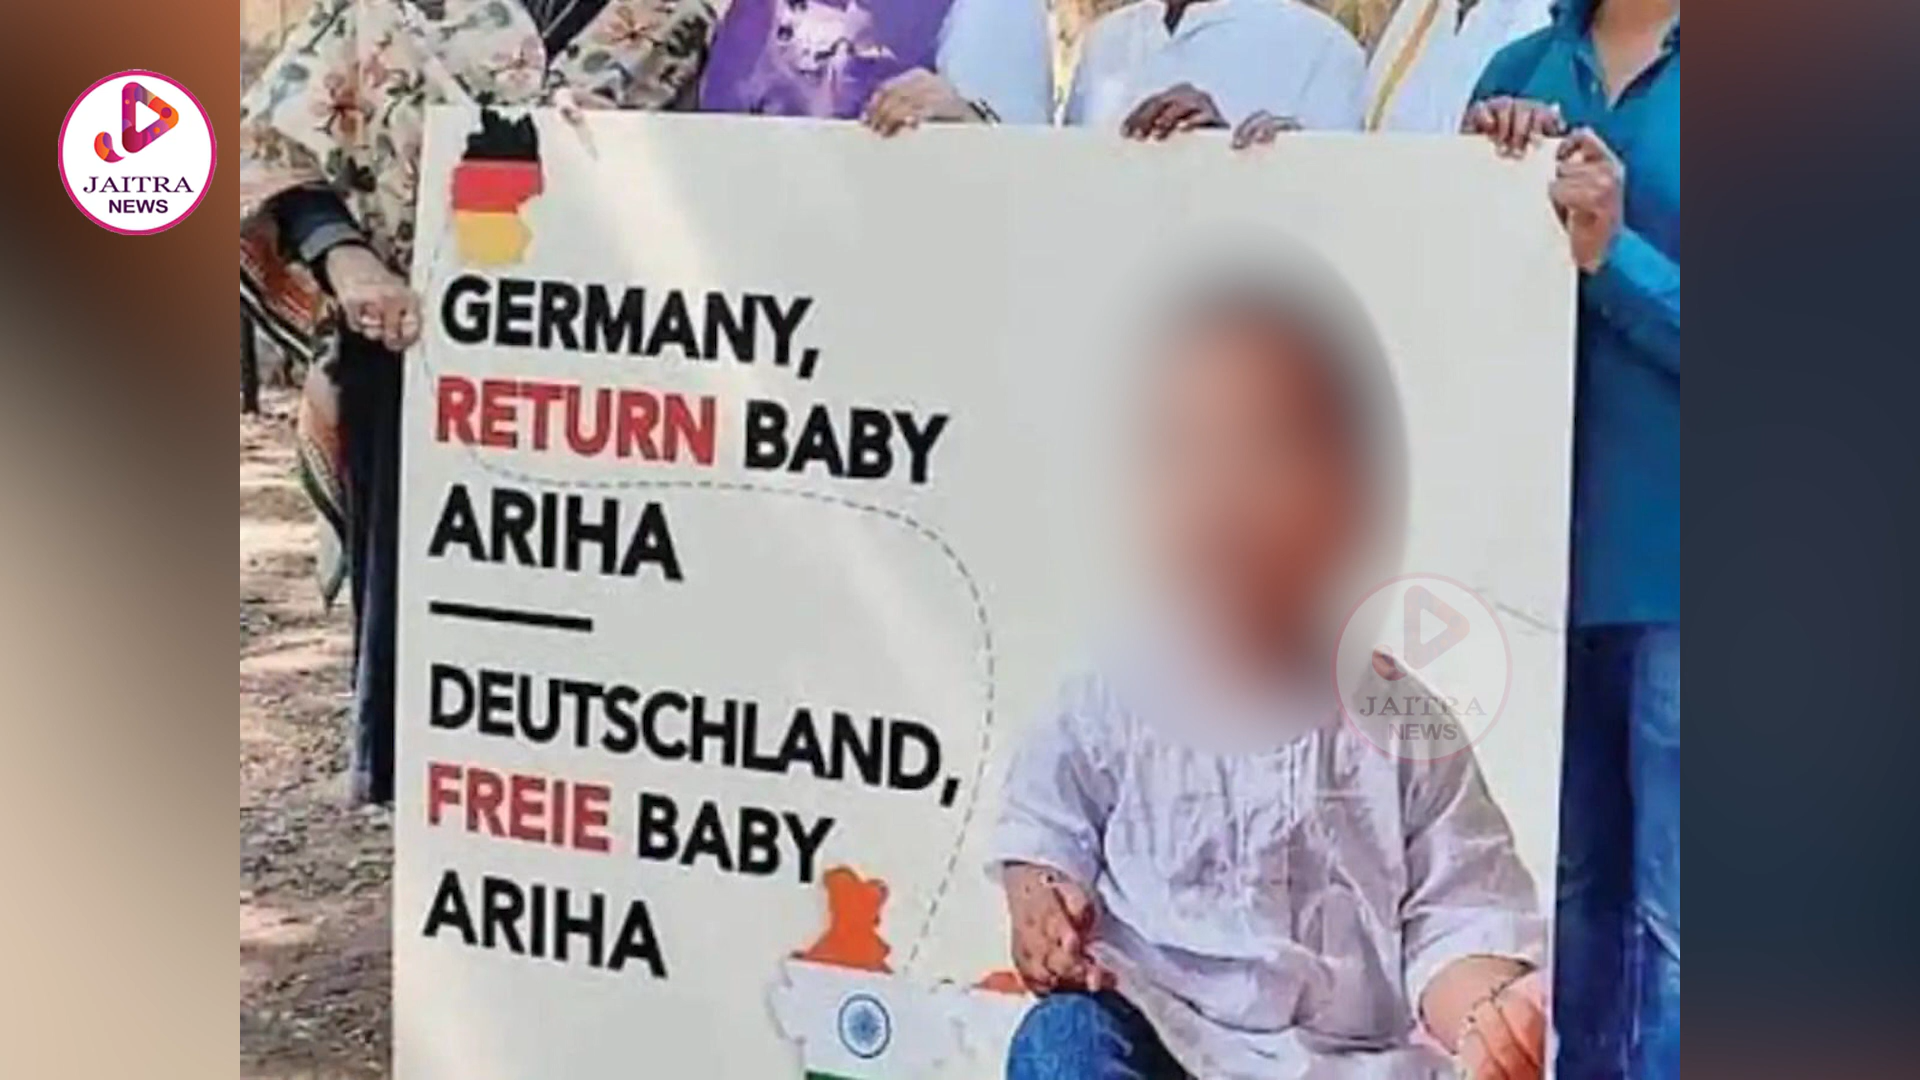 JAITRA
NEWS
GERMANY,
RETURN BABY
ARIHA
DEUTSCHLAND,
FREIE BABY
ARIHA
JAITRA
NEWS